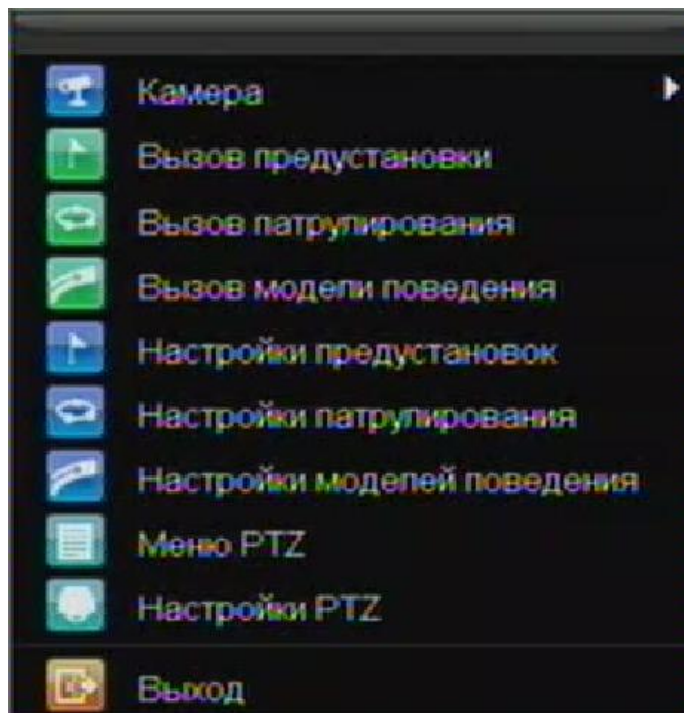 Камера
Вызов предустановки
Вызов патрулирования
Вызов модели поведения
Настройки предустановок
Настройки патрулирования
Настройки моделей поведения
Меню PTZ
Настройки PTZ
Выход